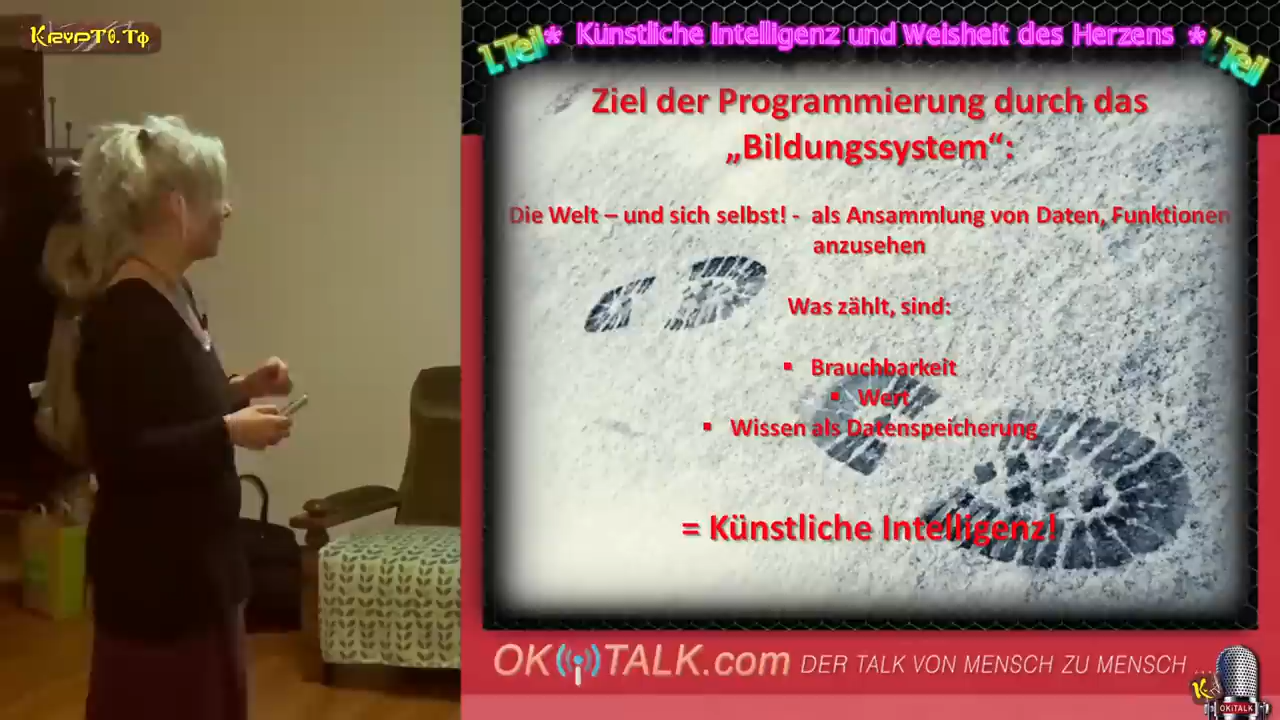 KrypT0.Tφ
1.Teil * Künstliche Intelligenz und Weisheit des Herzens * 1.Teil
Ziel der Programmierung durch das
„Bildungssystem“:
Die Welt – und sich selbst! - als Ansammlung von Daten, Funktionen
anzusehen
Was zählt, sind:
▪ Brauchbarkeit
▪ Wert
▪ Wissen als Datenspeicherung
= Künstliche Intelligenz!
OKiTALK.com DER TALK VON MENSCH ZU MENSCH ...
OKiTALK